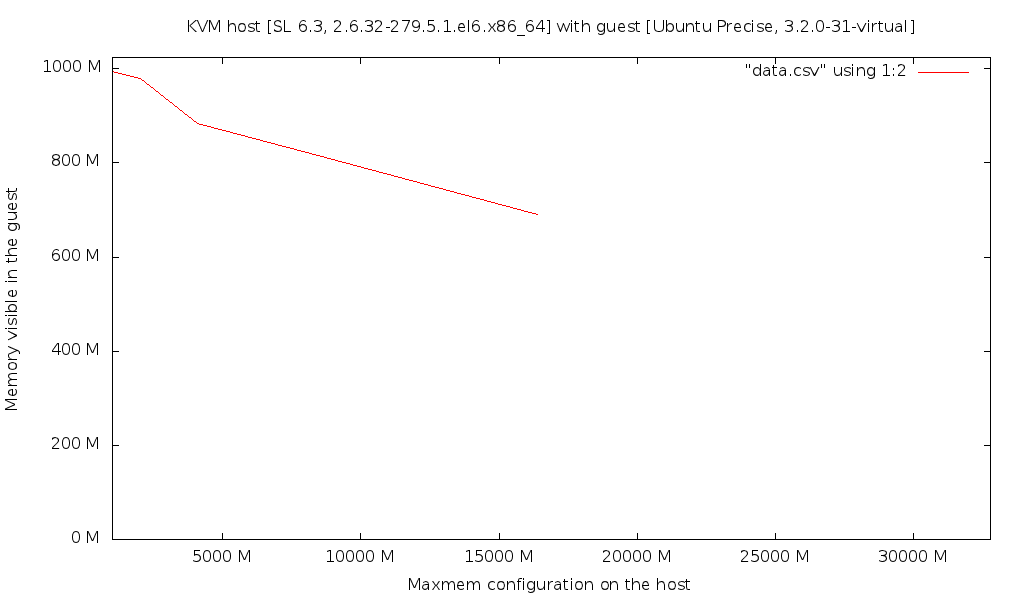 KVM host [SL 6.3, 2.6.32-279.5.1.el6.x86_64] with guest [Ubuntu Precise, 3.2.0-31-virtual]
"data.csv" using 1:2
1000 M
800 M
600 M
400 M
200 M
0 M
Memory visible in the guest
5000 M 10000 M 15000 M 20000 M 25000 M 30000 M
Maxmem configuration on the host